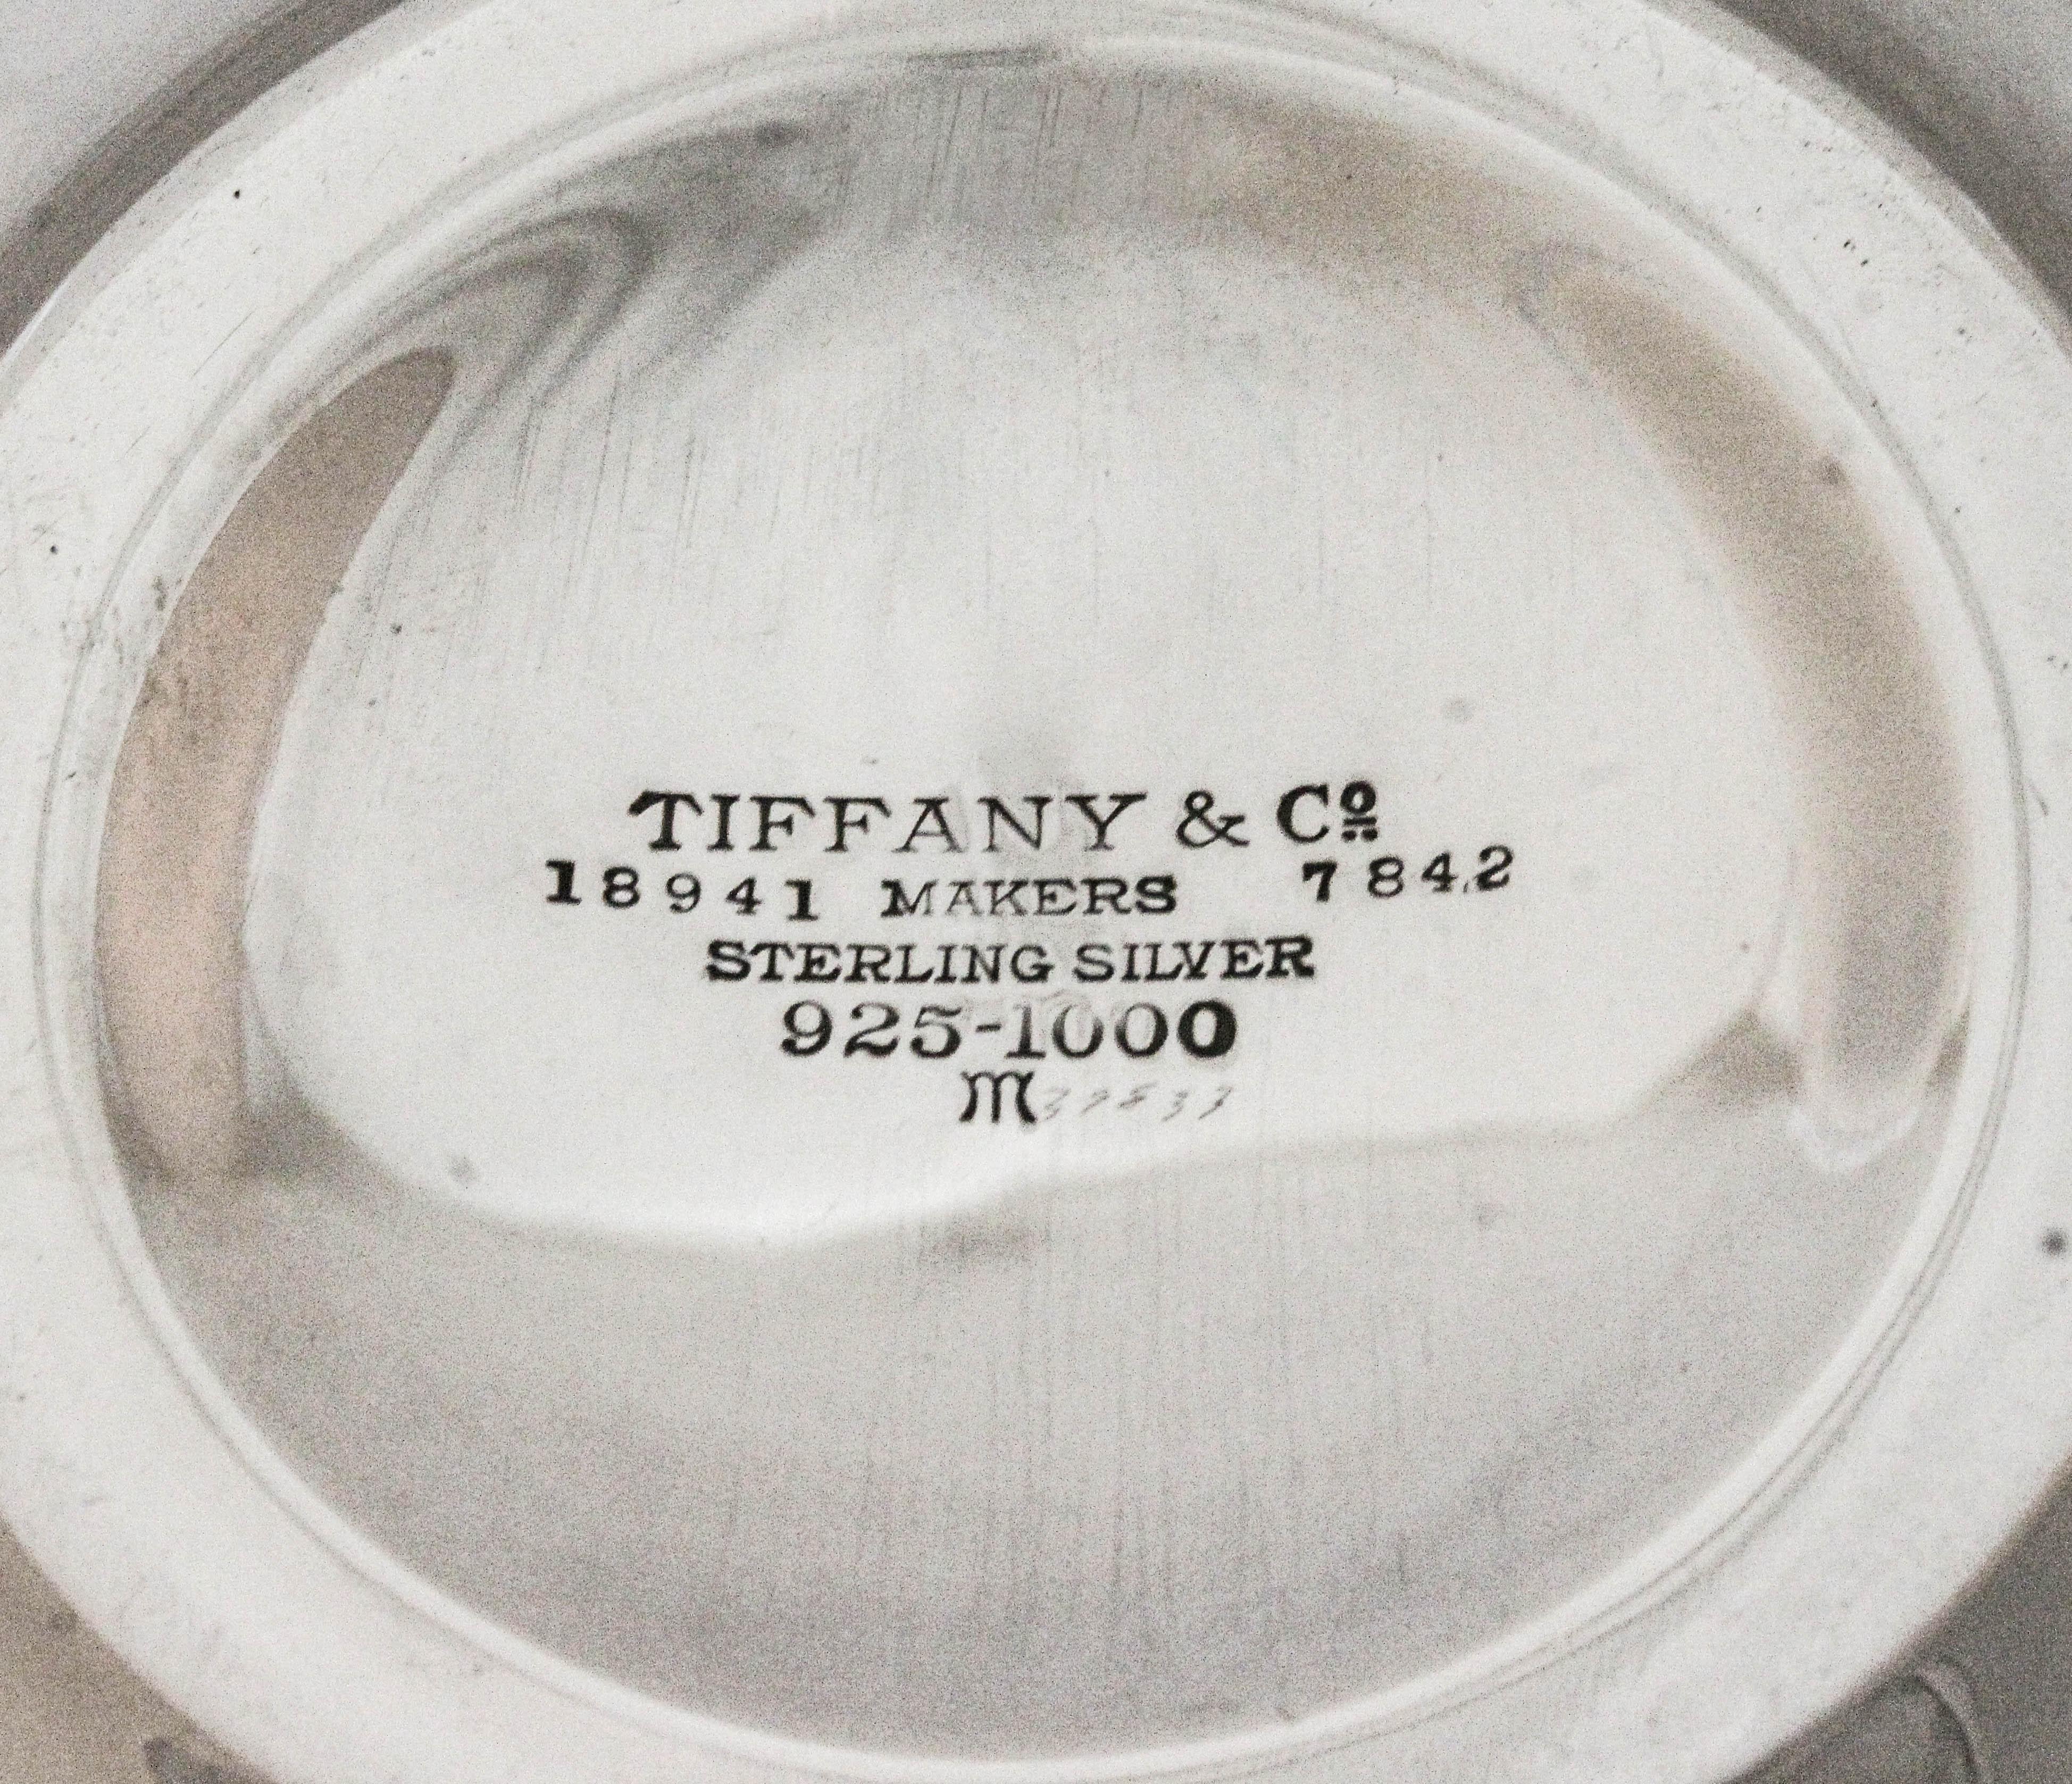 TIFFANY & Cº
18941 MAKERS 7842
STERLING SILVER
925-1000
M